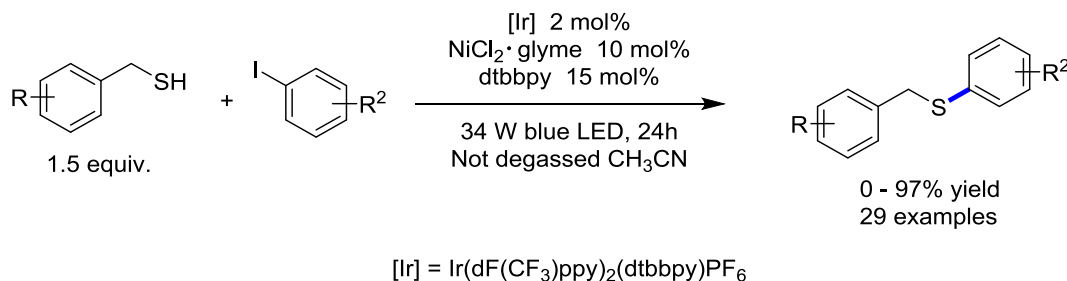 [Ir] 2 mol%
NiCl₂· glyme 10 mol%
dtbbpy 15 mol%
R
SH
+
I
R²
34 W blue LED, 24h
Not degassed CH₃CN
R
S
R²
1.5 equiv.
0 - 97% yield
29 examples
[Ir] = Ir(dF(CF₃)ppy)₂(dtbbpy)PF₆